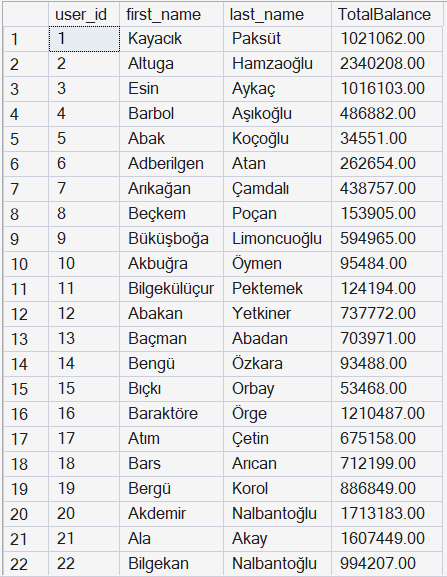 user_id first_name last_name TotalBalance
1 1 Kayacık Paksüt 1021062.00
2 2 Altuga Hamzaoğlu 2340208.00
3 3 Esin Aykaç 1016103.00
4 4 Barbol Aşıkoğlu 486882.00
5 5 Abak Koçoğlu 34551.00
6 6 Adberilgen Atan 262654.00
7 7 Arıkağan Çamdalı 438757.00
8 8 Beçkem Poçan 153905.00
9 9 Büküşboğa Limoncuoğlu 594965.00
10 10 Akbuğra Öymen 95484.00
11 11 Bilgekülüçur Pektemek 124194.00
12 12 Abakan Yetkiner 737772.00
13 13 Baçman Abadan 703971.00
14 14 Bengü Özkara 93488.00
15 15 Bıçkı Orbay 53468.00
16 16 Baraktöre Örge 1210487.00
17 17 Atım Çetin 675158.00
18 18 Bars Arıcan 712199.00
19 19 Bergü Korol 886849.00
20 20 Akdemir Nalbantoğlu 1713183.00
21 21 Ala Akay 1607449.00
22 22 Bilgekan Nalbantoğlu 994207.00